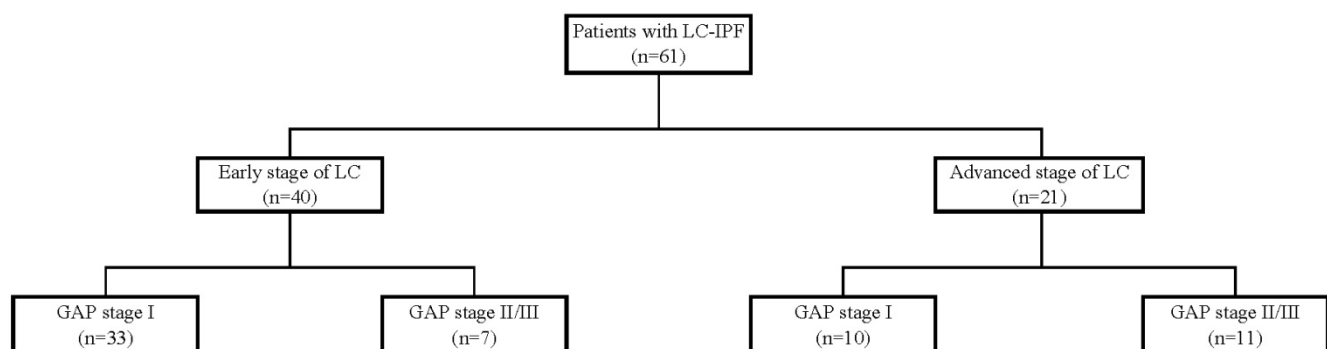 Patients with LC-IPF
(n=61)
Early stage of LC
(n=40)
Advanced stage of LC
(n=21)
GAP stage I
(n=33)
GAP stage II/III
(n=7)
GAP stage I
(n=10)
GAP stage II/III
(n=11)